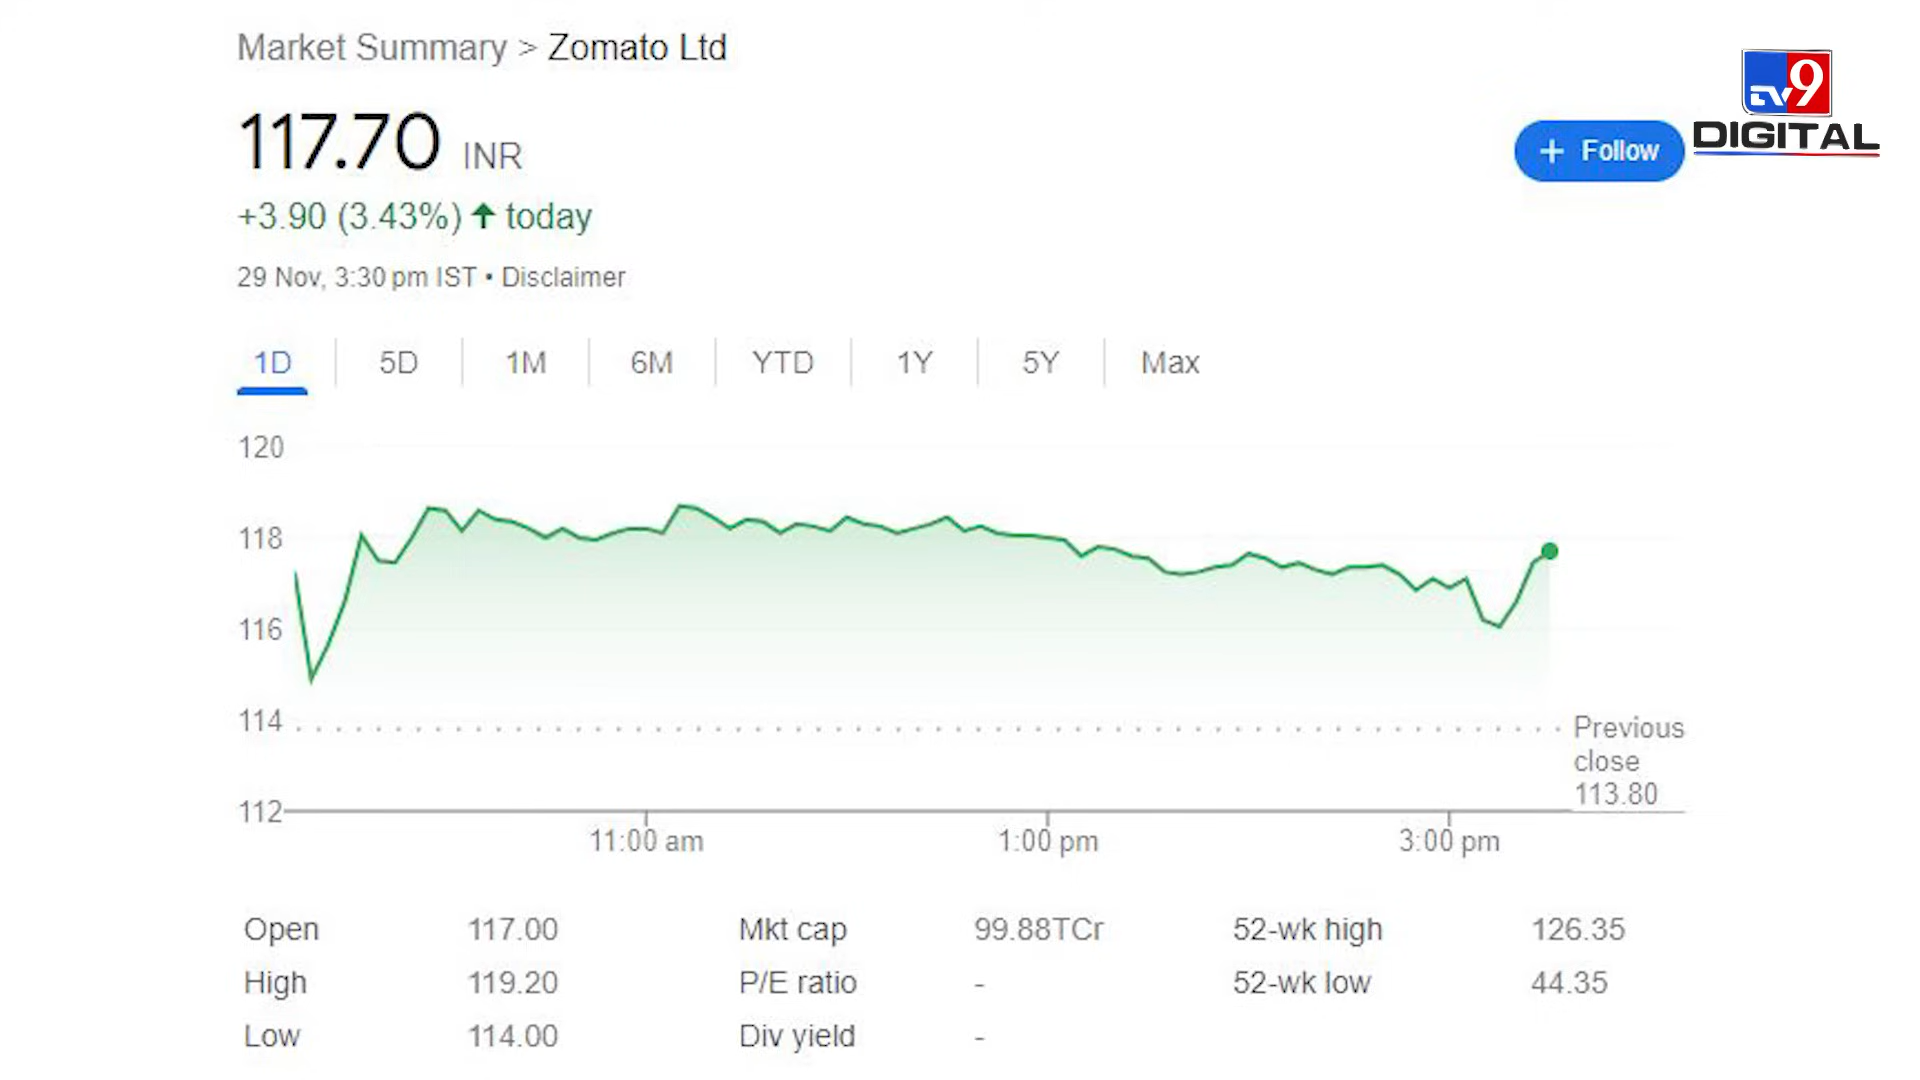 Market Summary > Zomato Ltd
117.70 INR
+3.90 (3.43%) ↑ today
29 Nov, 3:30 pm IST • Disclaimer
+ Follow
TV9
DIGITAL
1D 5D 1M 6M YTD 1Y 5Y Max
120
118
116
114
112
Previous
close
113.80
11:00 am 1:00 pm 3:00 pm
Open 117.00 Mkt cap 99.88TCr 52-wk high 126.35
High 119.20 P/E ratio - 52-wk low 44.35
Low 114.00 Div yield -